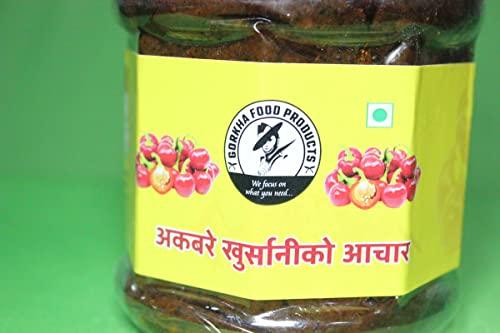 GORKHA FOOD PRODUCTS
We focus on
what you need...
अकबरे खुर्सानीको आचार